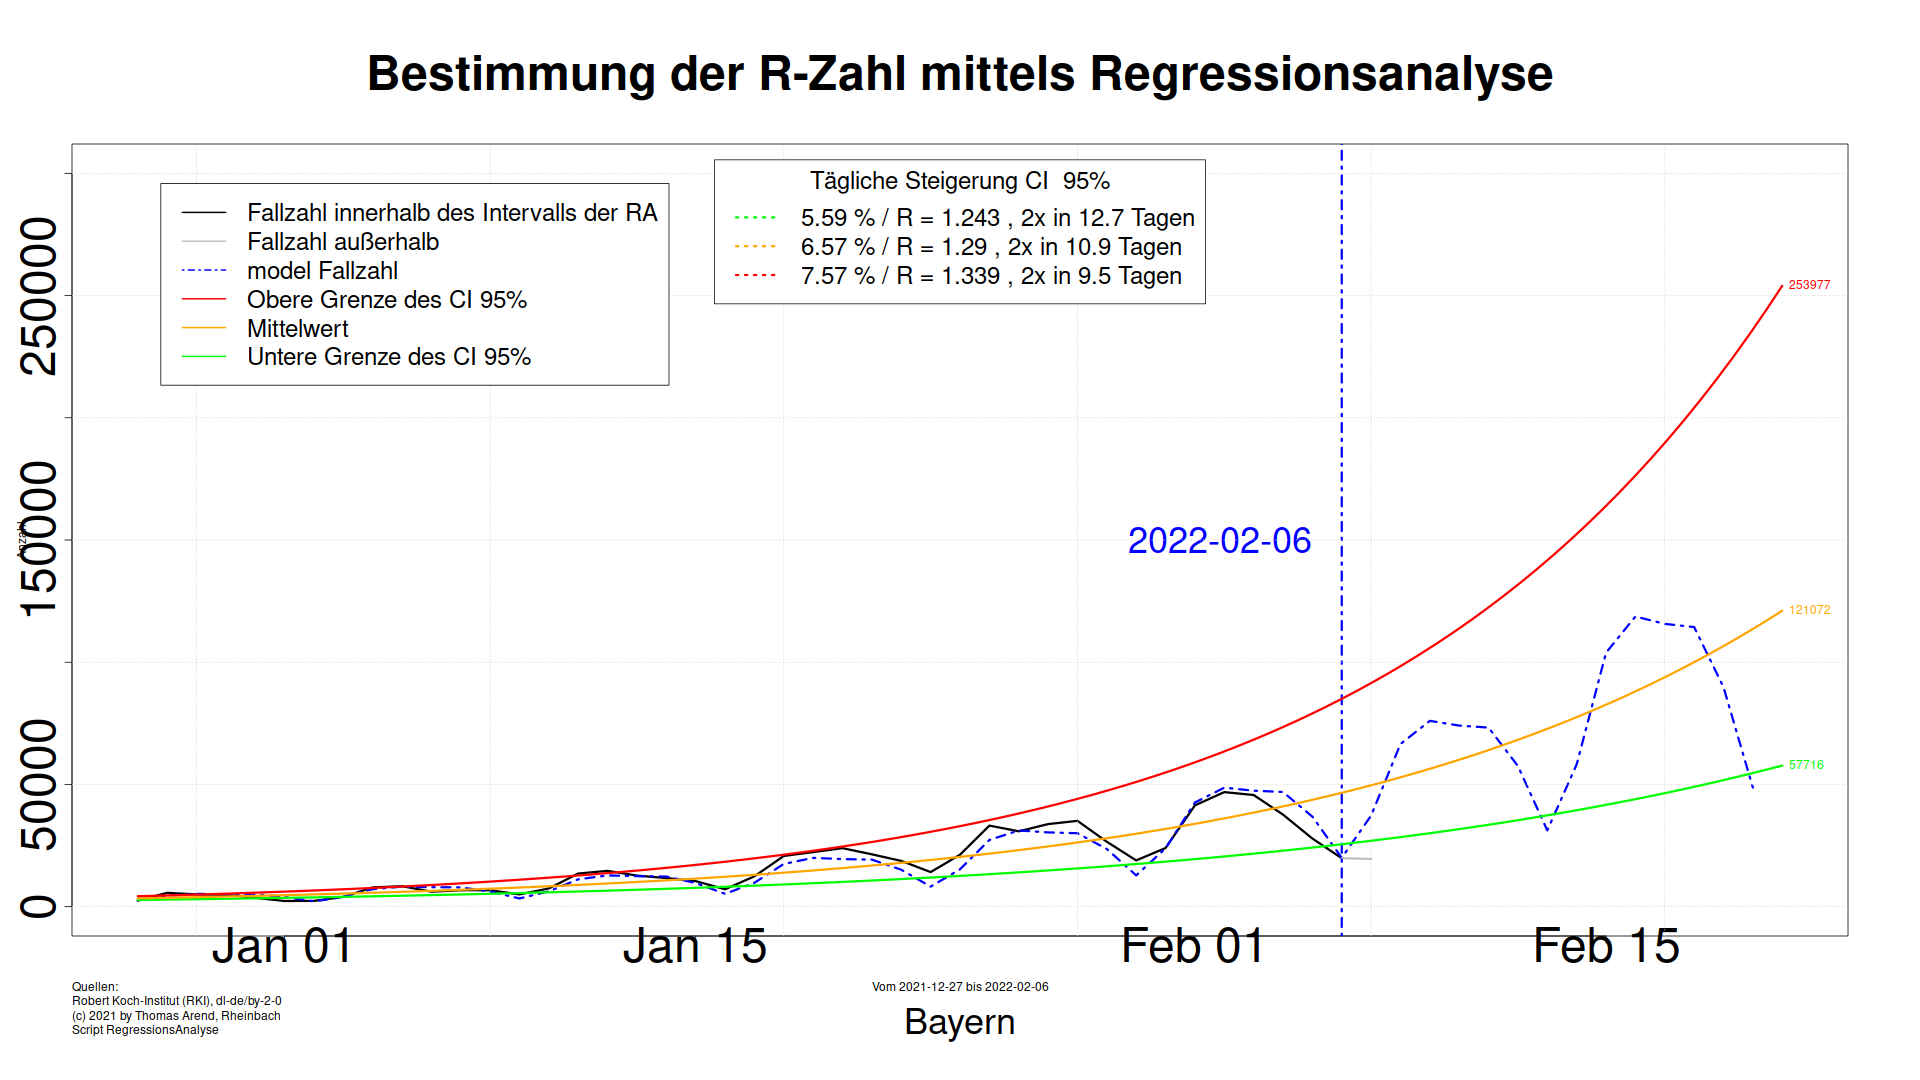 Bestimmung der R-Zahl mittels Regressionsanalyse
Fallzahl innerhalb des Intervalls der RA
Fallzahl außerhalb
model Fallzahl
Obere Grenze des CI 95%
Mittelwert
Untere Grenze des CI 95%
Tägliche Steigerung CI  95%
5.59 % / R = 1.243 , 2x in 12.7 Tagen
6.57 % / R = 1.29 , 2x in 10.9 Tagen
7.57 % / R = 1.339 , 2x in 9.5 Tagen
250000
150000
50000
0
Anzahl
253977
121072
57716
2022-02-06
Jan 01
Jan 15
Feb 01
Feb 15
Quellen:
Robert Koch-Institut (RKI), dl-de/by-2-0
(c) 2021 by Thomas Arend, Rheinbach
Script RegressionsAnalyse
Vom 2021-12-27 bis 2022-02-06
Bayern